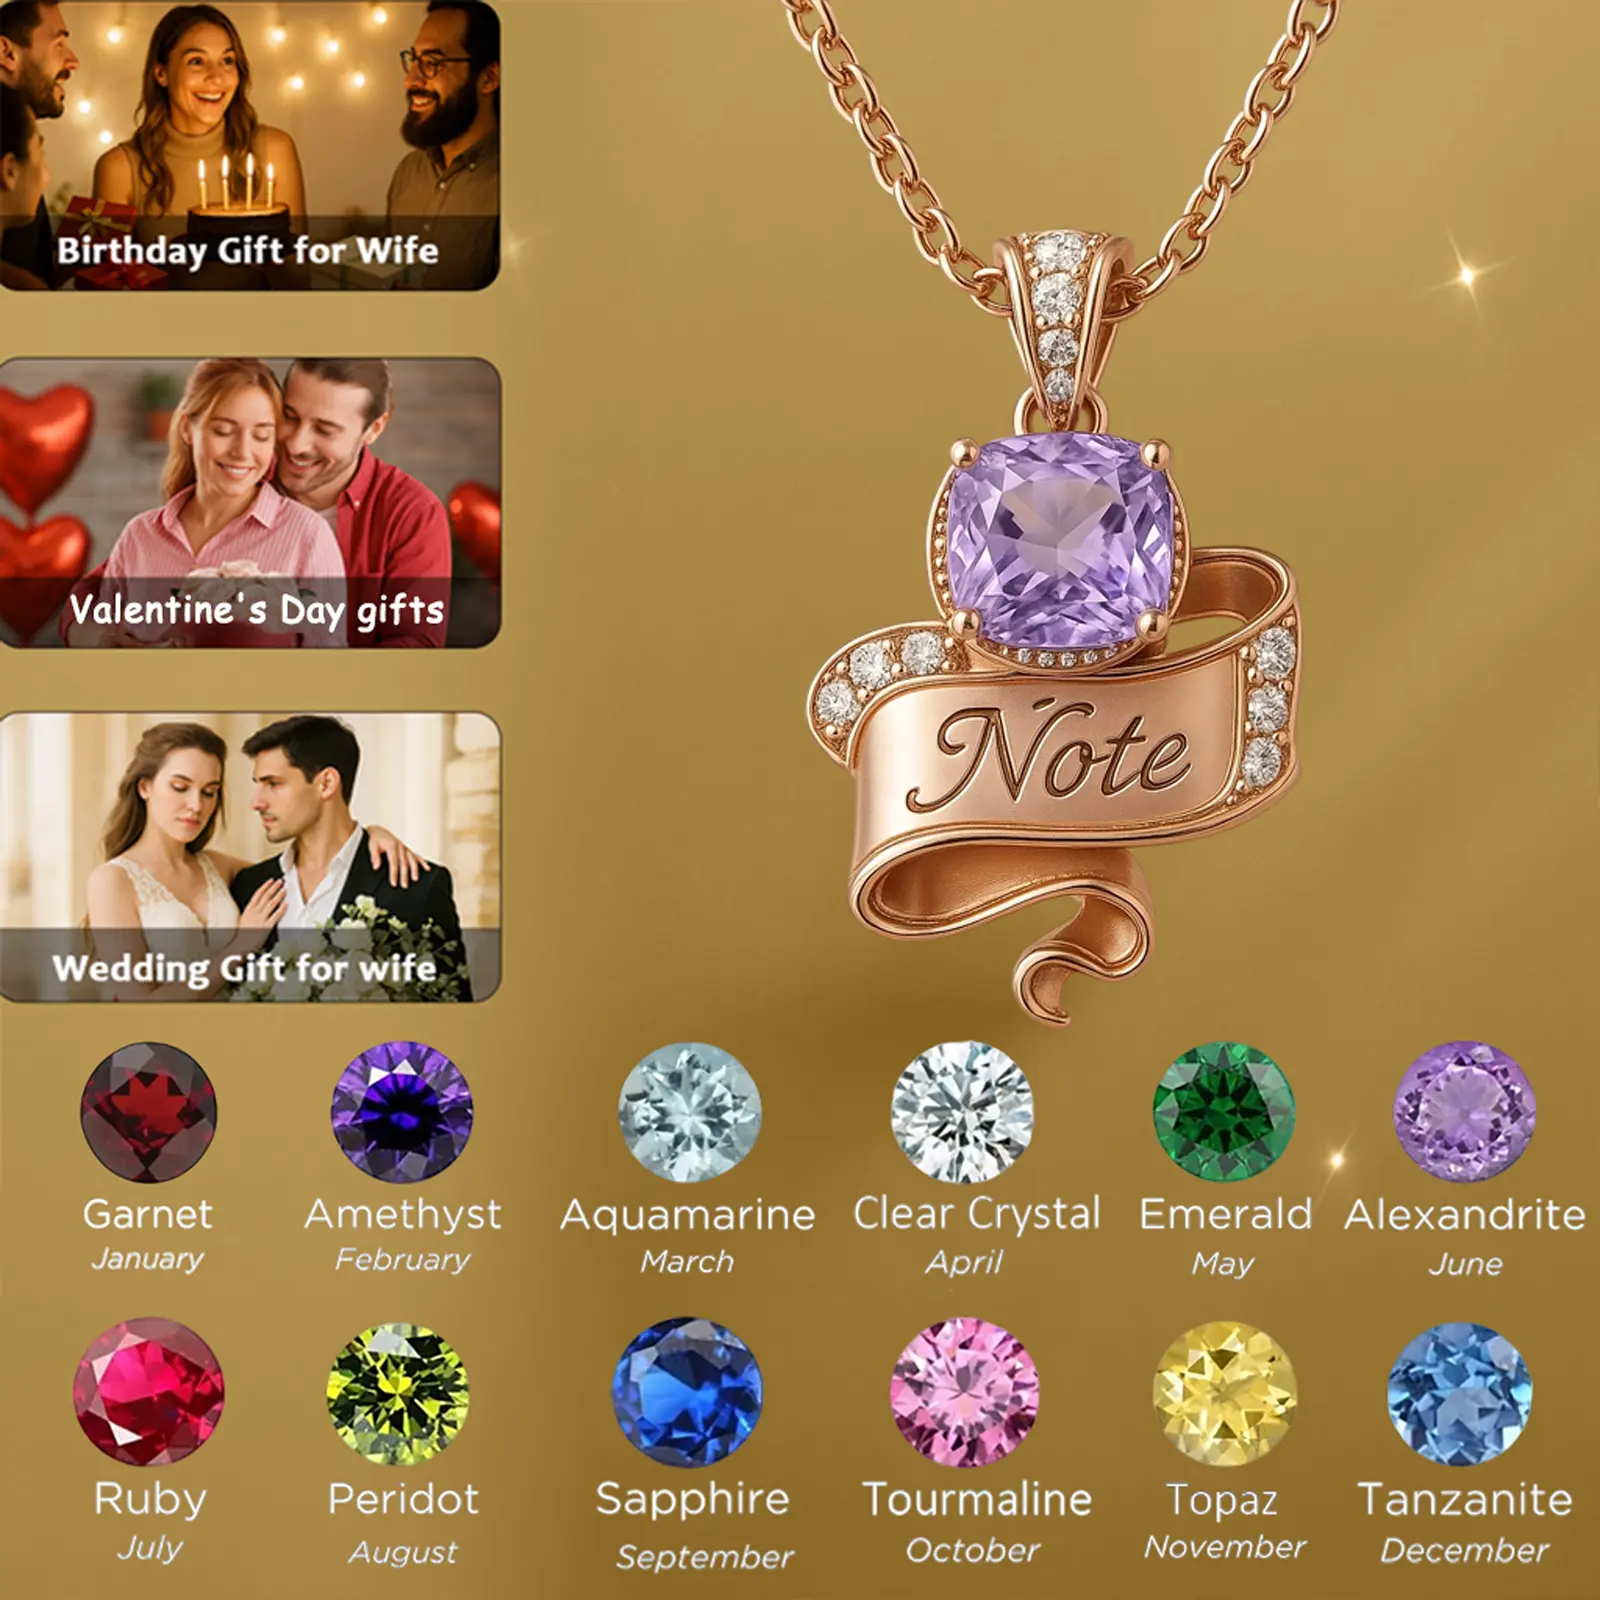 Birthday Gift for Wife
Valentine's Day gifts
Wedding Gift for wife
Note
Garnet
January
Amethyst
February
Aquamarine
March
Clear Crystal
April
Emerald
May
Alexandrite
June
Ruby
July
Peridot
August
Sapphire
September
Tourmaline
October
Topaz
November
Tanzanite
December